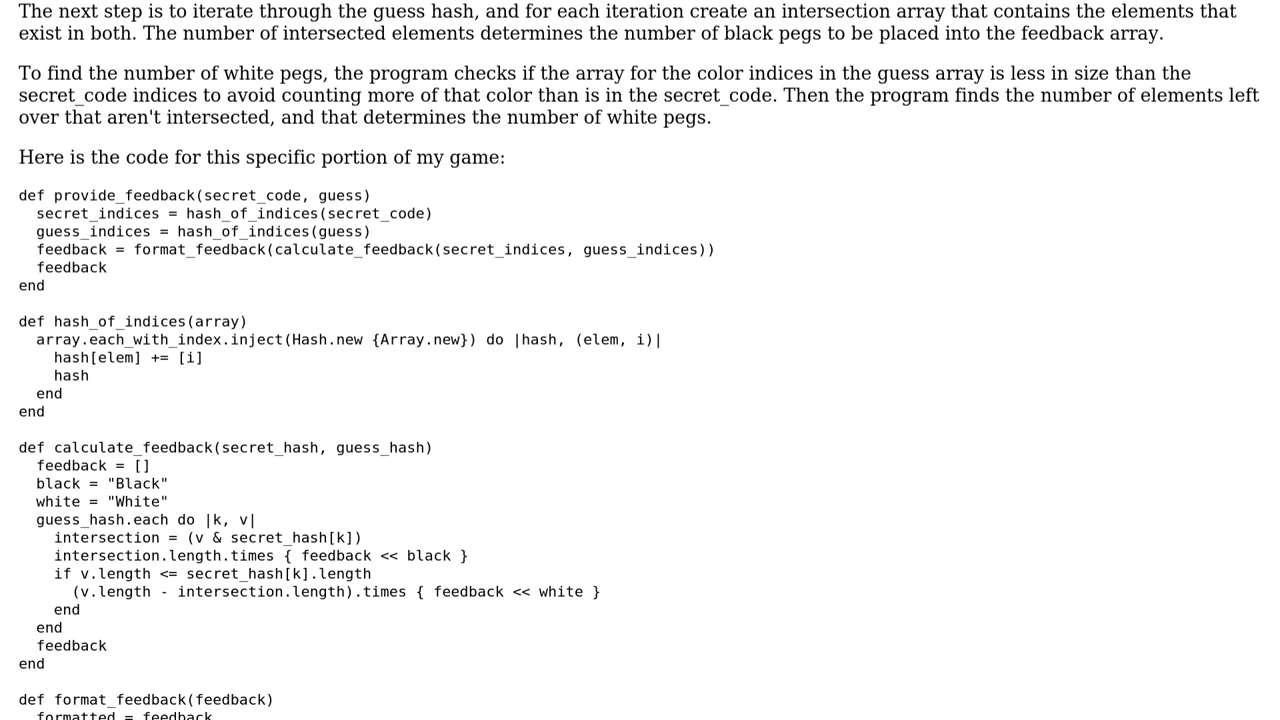 The next step is to iterate through the guess hash, and for each iteration create an intersection array that contains the elements that
exist in both. The number of intersected elements determines the number of black pegs to be placed into the feedback array.
To find the number of white pegs, the program checks if the array for the color indices in the guess array is less in size than the
secret_code indices to avoid counting more of that color than is in the secret_code. Then the program finds the number of elements left
over that aren't intersected, and that determines the number of white pegs.
Here is the code for this specific portion of my game:
def provide_feedback(secret_code, guess)
  secret_indices = hash_of_indices(secret_code)
  guess_indices = hash_of_indices(guess)
  feedback = format_feedback(calculate_feedback(secret_indices, guess_indices))
  feedback
end
def hash_of_indices(array)
  array.each_with_index.inject(Hash.new {Array.new}) do |hash, (elem, i)|
    hash[elem] += [i]
    hash
  end
end
def calculate_feedback(secret_hash, guess_hash)
  feedback = []
  black = "Black"
  white = "White"
  guess_hash.each do |k, v|
    intersection = (v & secret_hash[k])
    intersection.length.times { feedback << black }
    if v.length <= secret_hash[k].length
      (v.length - intersection.length).times { feedback << white }
    end
  end
  feedback
end
def format_feedback(feedback)
  formatted = feedback